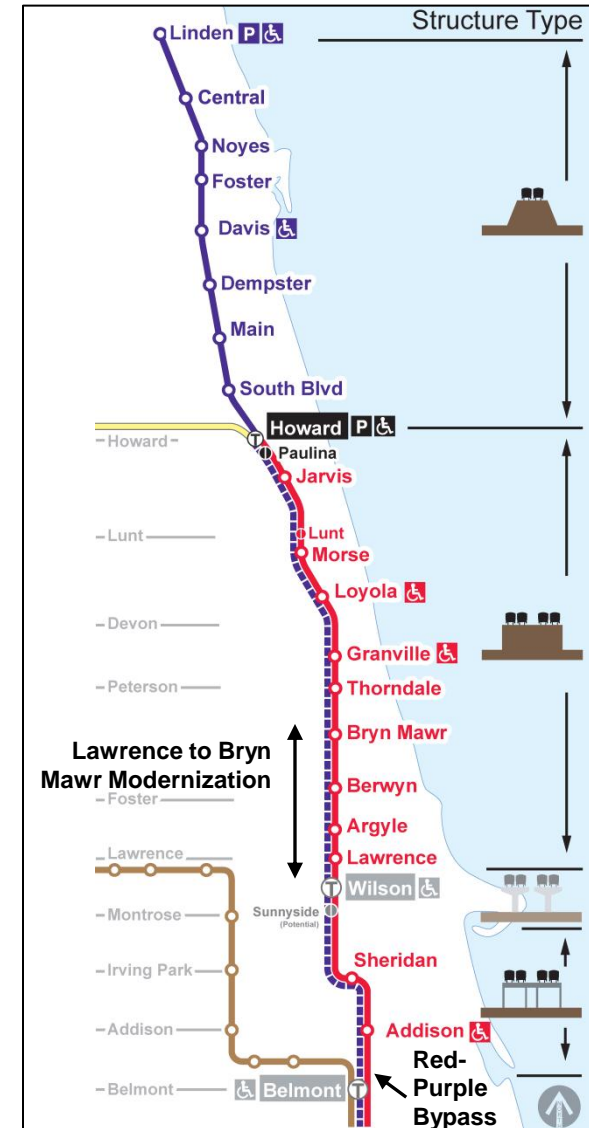 Structure Type
Linden P
Central
Noyes
Foster
Davis
Dempster
Main
South Blvd
T Howard P
Howard
Paulina
Jarvis
Lunt
Lunt
Morse
Loyola
Devon
Granville
Peterson
Thorndale
Bryn Mawr
Lawrence to Bryn
Mawr Modernization
Berwyn
Foster
Argyle
Lawrence
Lawrence
T Wilson
Sunnyside
(Potential)
Montrose
Sheridan
Irving Park
Addison
Addison
Red-
Purple
Bypass
Belmont
Belmont T